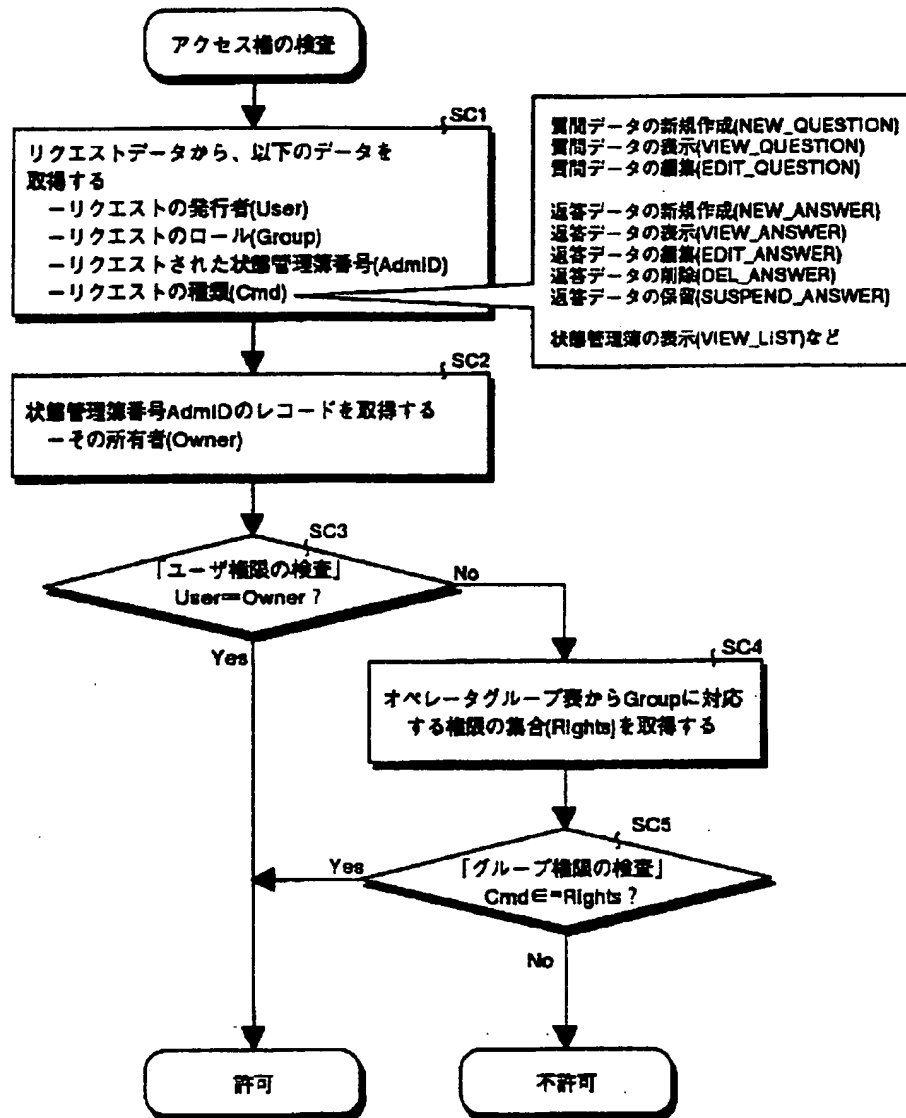 アクセス権の検査
SC1
リクエストデータから、以下のデータを
取得する
ーリクエストの発行者(User)
ーリクエストのロール(Group)
ーリクエストされた状態管理簿番号(AdmID)
ーリクエストの種類(Cmd)
質問データの新規作成(NEW_QUESTION)
質問データの表示(VIEW_QUESTION)
質問データの編集(EDIT_QUESTION)
返答データの新規作成(NEW_ANSWER)
返答データの表示(VIEW_ANSWER)
返答データの編集(EDIT_ANSWER)
返答データの削除(DEL_ANSWER)
返答データの保留(SUSPEND_ANSWER)
状態管理簿の表示(VIEW_LIST)など
SC2
状態管理簿番号AdmIDのレコードを取得する
ーその所有者(Owner)
SC3
「ユーザ権限の検査」
User==Owner ?
No
Yes
SC4
オペレータグループ表からGroupに対応
する権限の集合(Rights)を取得する
SC5
「グループ権限の検査」
Cmd∈=Rights ?
Yes
No
許可
不許可